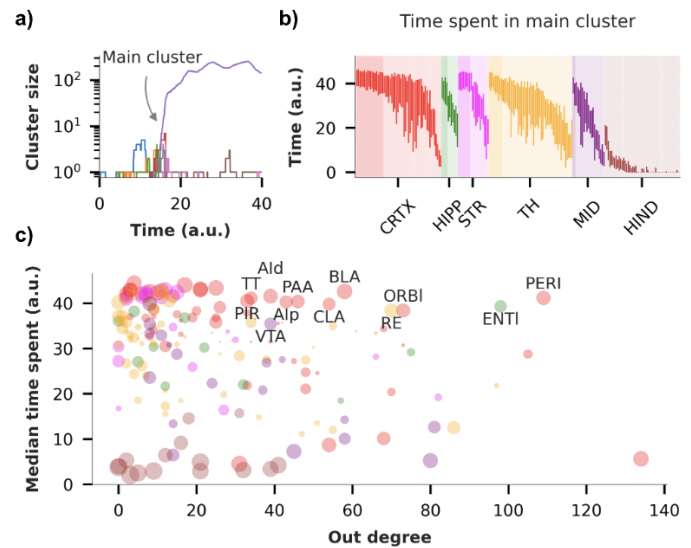 a)
Main cluster
Cluster size
10²
10¹
10⁰
0
20
40
Time (a.u.)
b)
Time spent in main cluster
Time (a.u.)
40
20
0
CRTX
HIPP
STR
TH
MID
HIND
c)
Median time spent (a.u.)
40
30
20
10
0
AId
TT
PAA
BLA
PERI
ORBl
PIR
AIp
CLA
RE
ENTl
VTA
0
20
40
60
80
100
120
140
Out degree